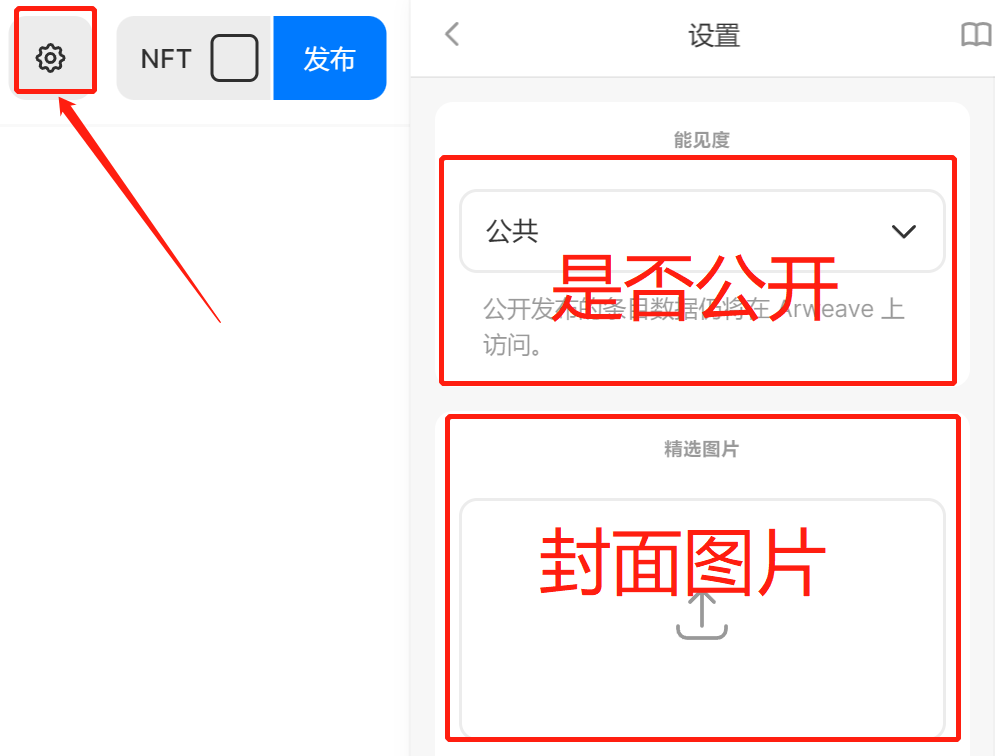 NFT
发布
设置
能见度
公共
是否公开
公开发布的条目数据仍将在 Arweave 上
访问。
精选图片
封面图片